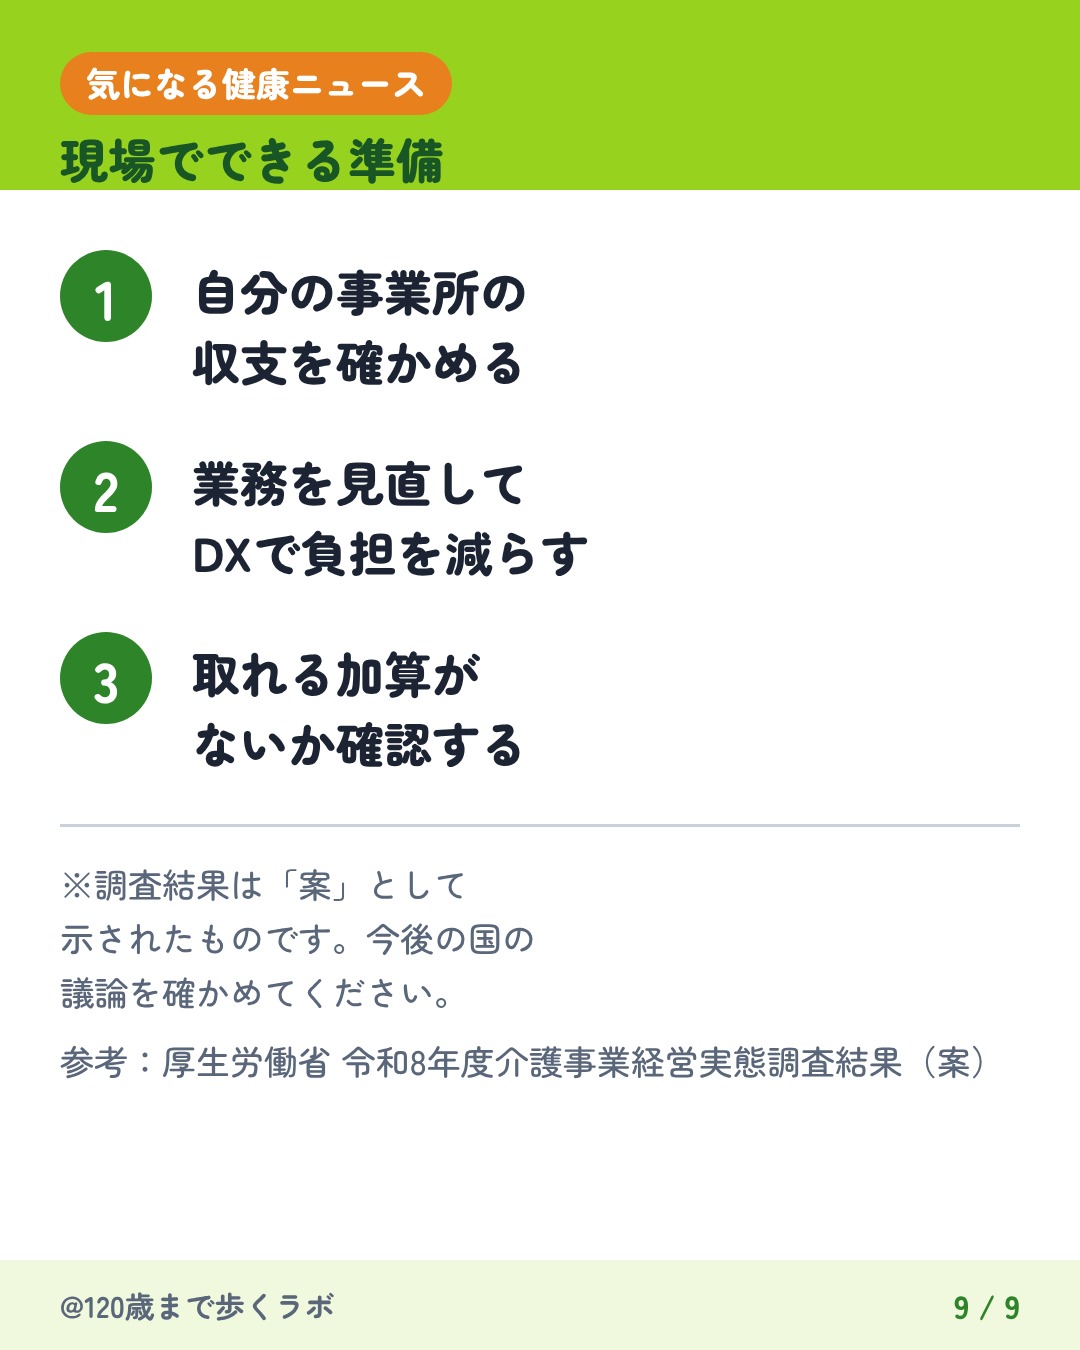 気になる健康ニュース
現場でできる準備
1
自分の事業所の
収支を確かめる
2
業務を見直して
DXで負担を減らす
3
取れる加算が
ないか確認する
※調査結果は「案」として
示されたものです。今後の国の
議論を確かめてください。
参考：厚生労働省 令和8年度介護事業経営実態調査結果（案）
@120歳まで歩くラボ
9 / 9